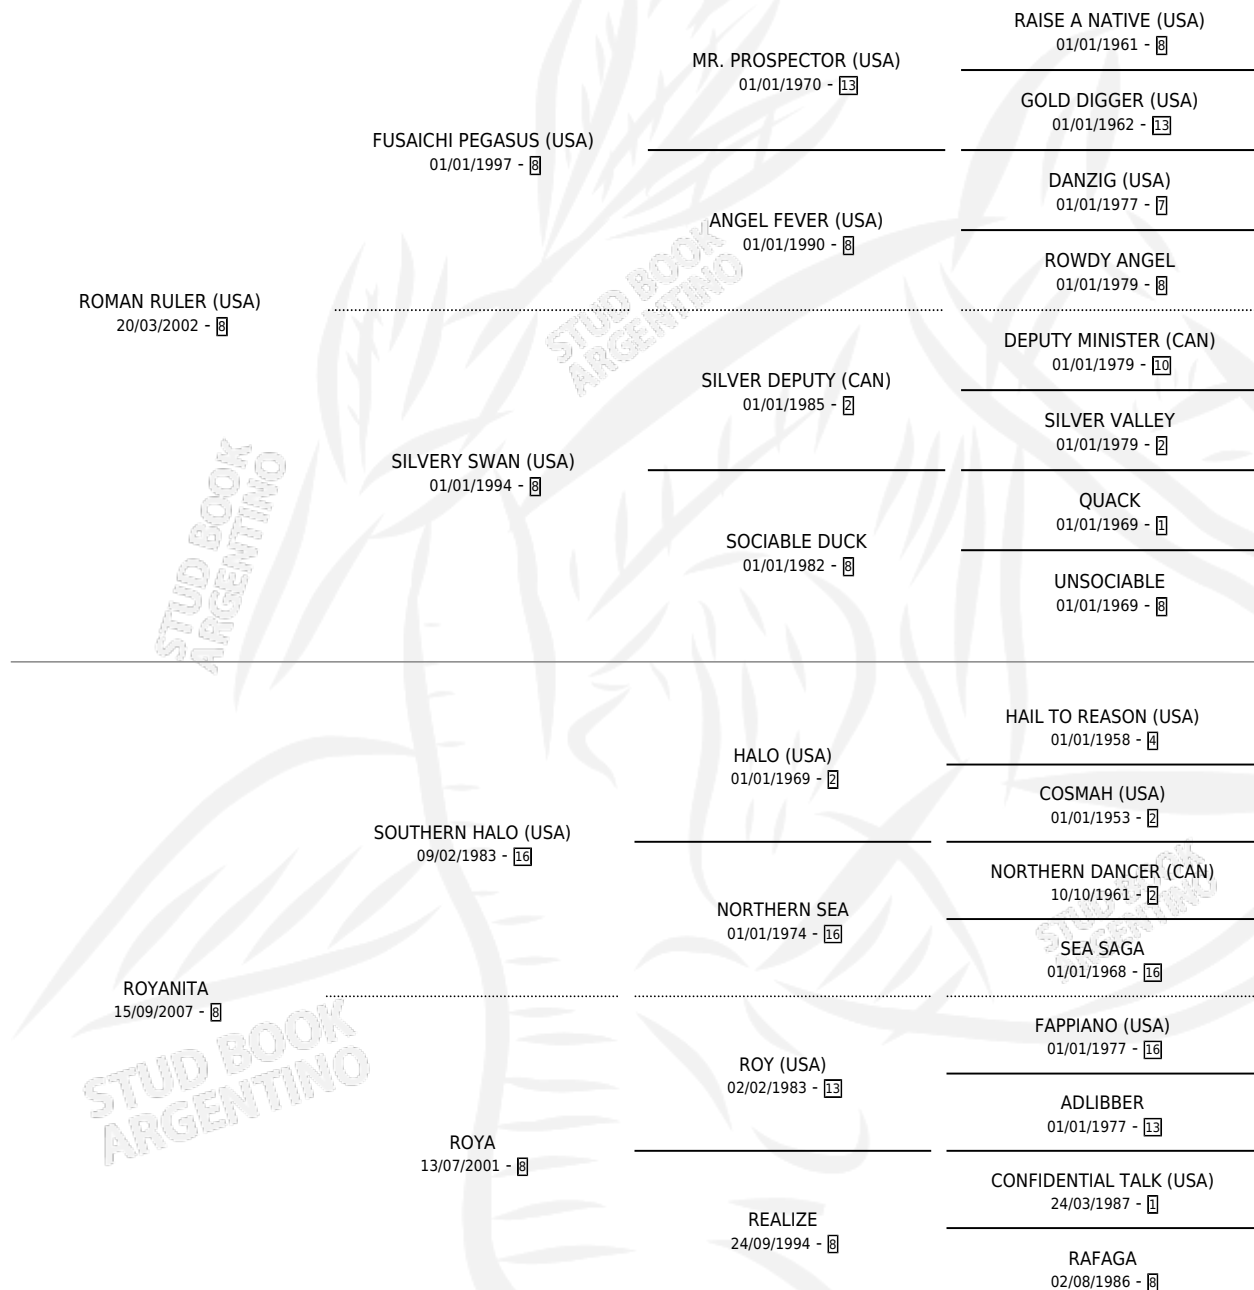 RAISE A NATIVE (USA)
01/01/1961 - 8
MR. PROSPECTOR (USA)
01/01/1970 - 13
GOLD DIGGER (USA)
01/01/1962 - 13
FUSAICHI PEGASUS (USA)
01/01/1997 - 8
DANZIG (USA)
01/01/1977 - 7
ANGEL FEVER (USA)
01/01/1990 - 8
ROWDY ANGEL
01/01/1979 - 8
ROMAN RULER (USA)
20/03/2002 - 8
DEPUTY MINISTER (CAN)
01/01/1979 - 10
SILVER DEPUTY (CAN)
01/01/1985 - 2
SILVER VALLEY
01/01/1979 - 2
SILVERY SWAN (USA)
01/01/1994 - 8
QUACK
01/01/1969 - 1
SOCIABLE DUCK
01/01/1982 - 8
UNSOCIABLE
01/01/1969 - 8
HAIL TO REASON (USA)
01/01/1958 - 4
HALO (USA)
01/01/1969 - 2
COSMAH (USA)
01/01/1953 - 2
SOUTHERN HALO (USA)
09/02/1983 - 16
NORTHERN DANCER (CAN)
10/10/1961 - 2
NORTHERN SEA
01/01/1974 - 16
SEA SAGA
01/01/1968 - 16
ROYANITA
15/09/2007 - 8
FAPPIANO (USA)
01/01/1977 - 16
ROY (USA)
02/02/1983 - 13
ADLIBBER
01/01/1977 - 13
ROYA
13/07/2001 - 8
CONFIDENTIAL TALK (USA)
24/03/1987 - 1
REALIZE
24/09/1994 - 8
RAFAGA
02/08/1986 - 8
STUD BOOK
ARGENTINO
STUD BOOK
ARGENTINO
STUD BOOK
ARGENTINO
STUD BOOK
ARGENTINO